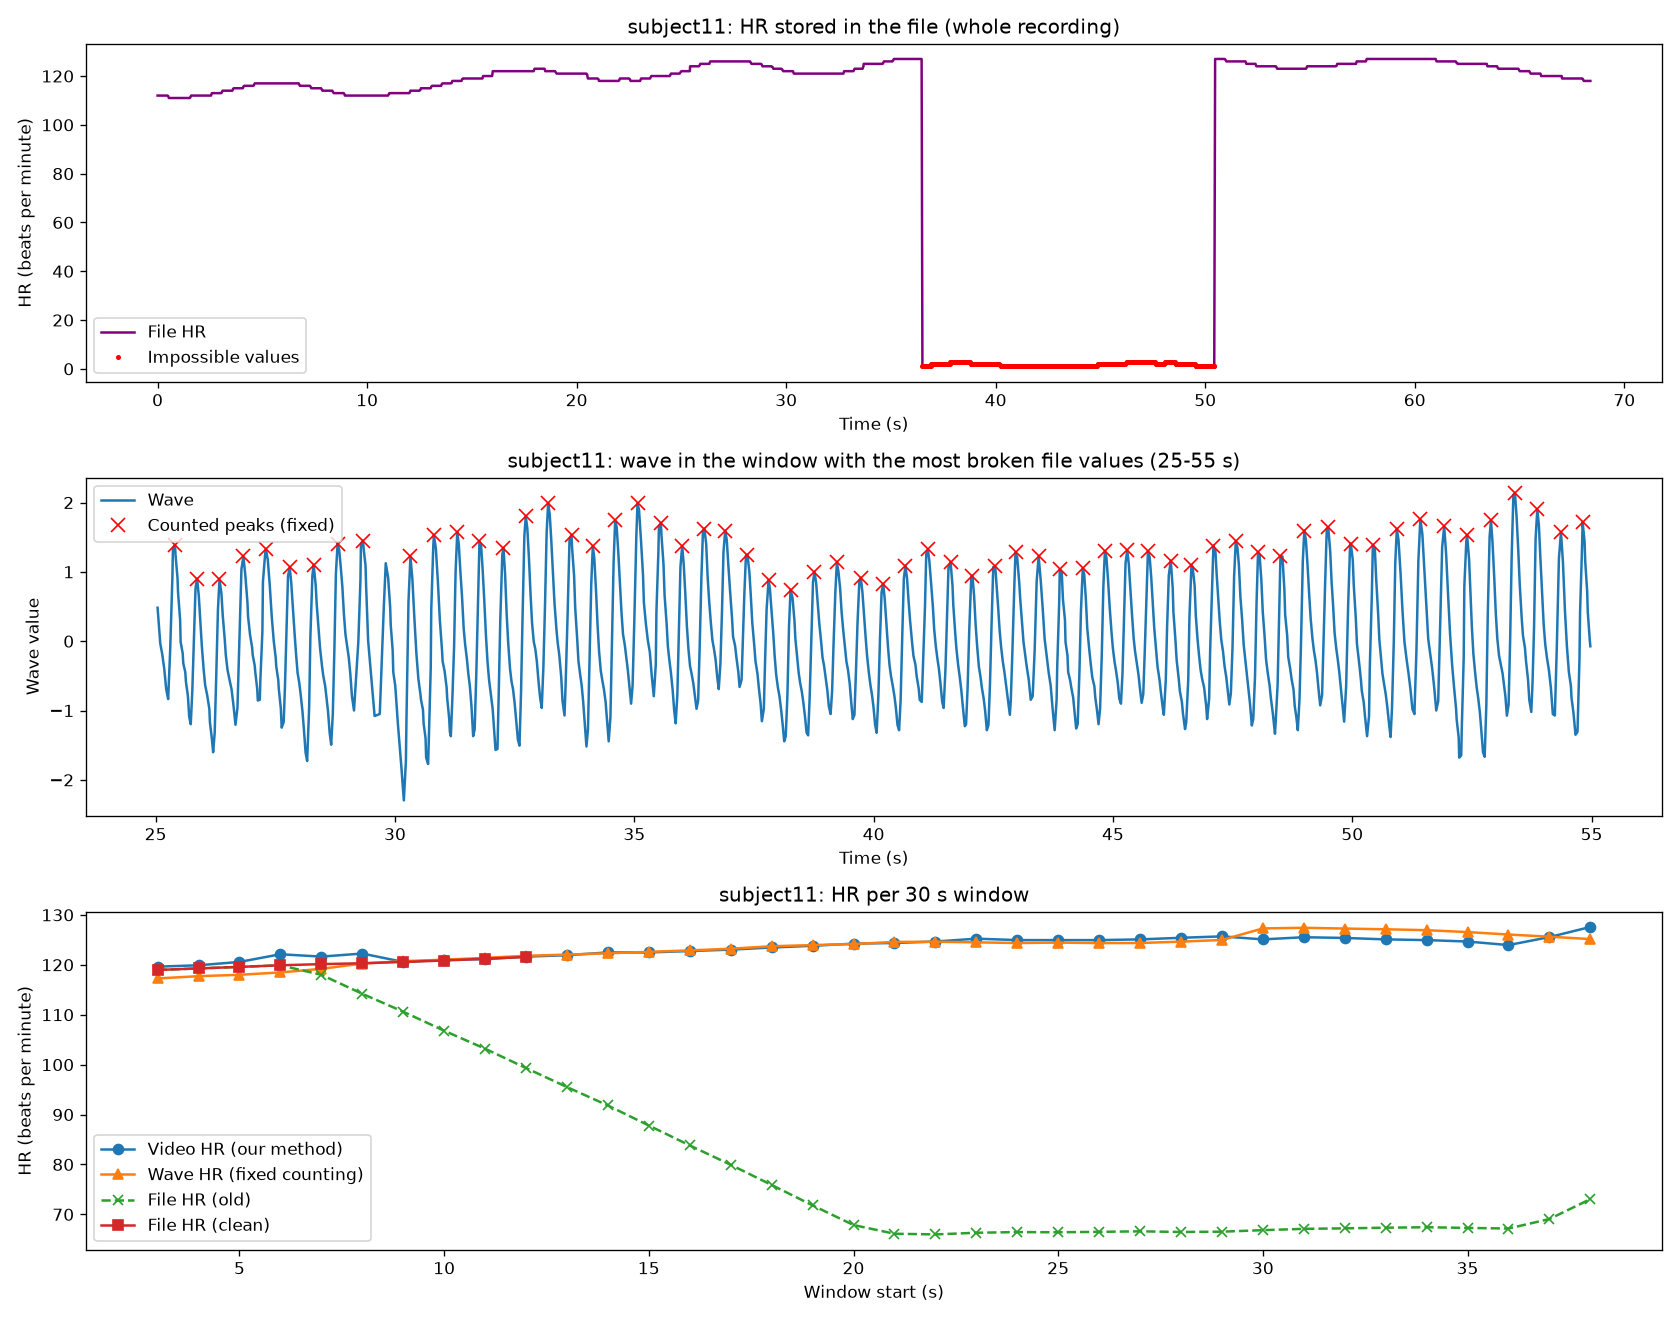 subject11: HR stored in the file (whole recording)
HR (beats per minute)
120
100
80
60
40
20
0
File HR
Impossible values
0 10 20 30 40 50 60 70
Time (s)
subject11: wave in the window with the most broken file values (25-55 s)
Wave value
2
1
0
−1
−2
Wave
Counted peaks (fixed)
25 30 35 40 45 50 55
Time (s)
subject11: HR per 30 s window
HR (beats per minute)
130
120
110
100
90
80
70
Video HR (our method)
Wave HR (fixed counting)
File HR (old)
File HR (clean)
5 10 15 20 25 30 35
Window start (s)